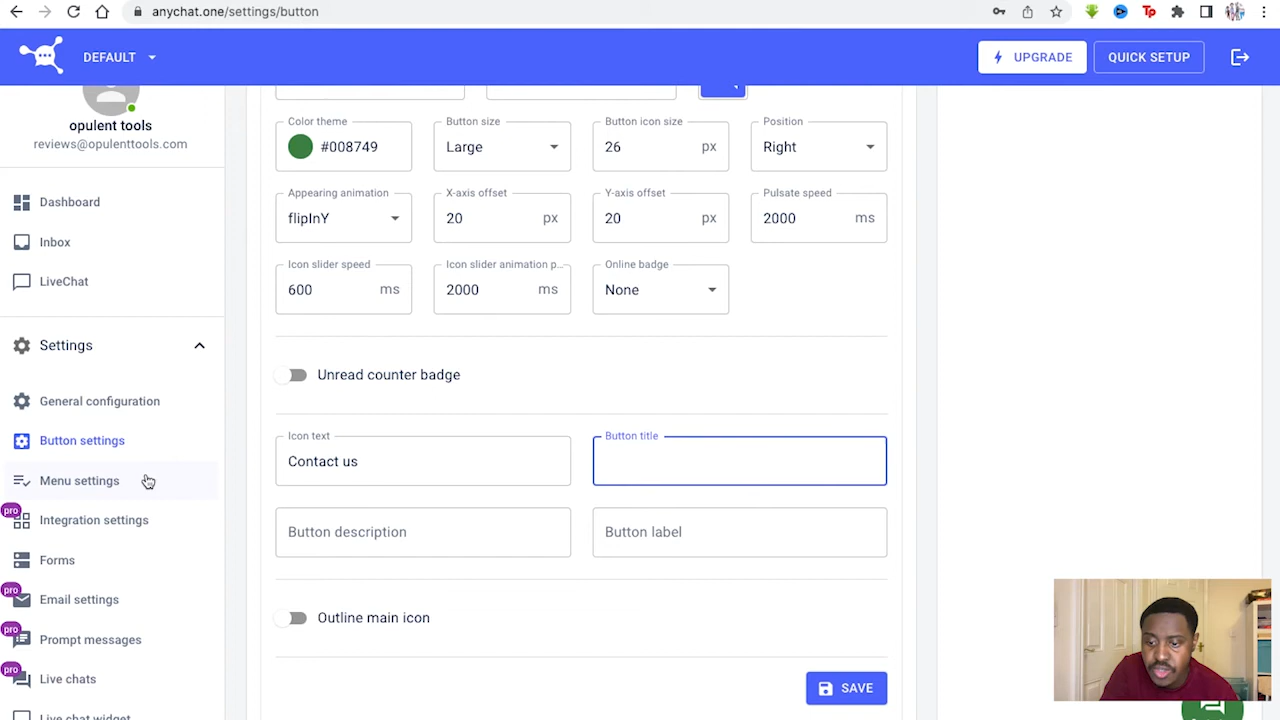 anychat.one/settings/button
Tp
DEFAULT
UPGRADE
QUICK SETUP
opulent tools
reviews@opulenttools.com
Dashboard
Inbox
LiveChat
Settings
General configuration
Button settings
Menu settings
pro
Integration settings
Forms
pro
Email settings
pro
Prompt messages
pro
Live chats
Live chat widget
Color theme
#008749
Button size
Large
Button icon size
26 px
Position
Right
Appearing animation
flipInY
X-axis offset
20 px
Y-axis offset
20 px
Pulsate speed
2000 ms
Icon slider speed
600 ms
Icon slider animation p...
2000 ms
Online badge
None
Unread counter badge
Icon text
Contact us
Button title
Button description
Button label
Outline main icon
SAVE